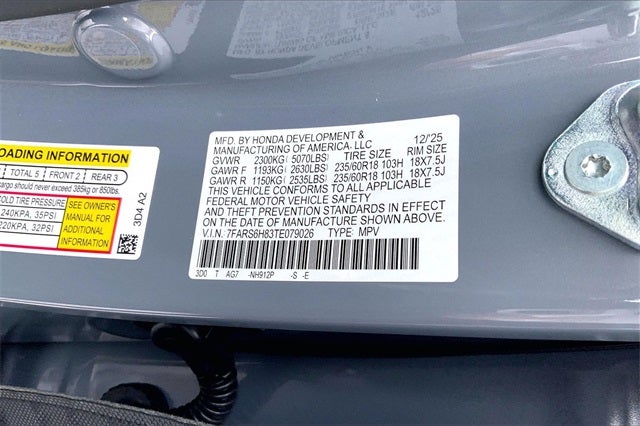 MFD. BY HONDA DEVELOPMENT & 12/'25
MANUFACTURING OF AMERICA, LLC
GVWR 2300KG( 5070LBS) TIRE SIZE RIM SIZE
GAWR F 1193KG( 2630LBS) 235/60R18 103H 18X7.5J
GAWR R 1150KG( 2535LBS) 235/60R18 103H 18X7.5J
THIS VEHICLE CONFORMS TO ALL APPLICABLE
FEDERAL MOTOR VEHICLE SAFETY
AND THEFT PREVENTION STANDARDS IN EFFECT
ON THE DATE OF MANUFACTURE SHOWN ABOVE.
V.I.N. 7FARS6H83TE079026 TYPE: MPV
3D0 T AG7 -NH912P -S -E
OADING INFORMATION
TOTAL 5 FRONT 2 REAR 3
cargo should never exceed 385kg or 850lbs.
OLD TIRE PRESSURE
240KPA, 35PSI
220KPA, 32PSI
SEE OWNER'S
MANUAL FOR
ADDITIONAL
INFORMATION
3D4 A2